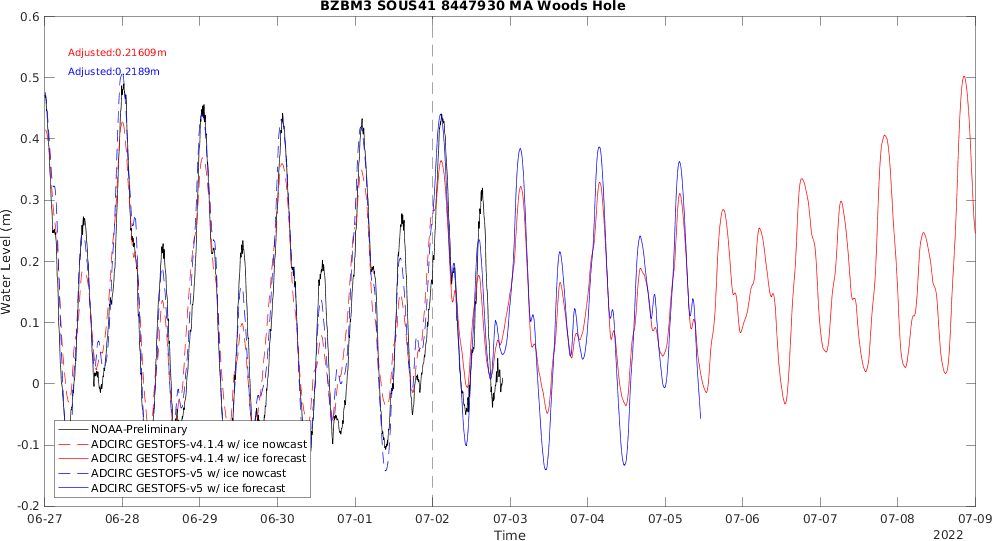 BZBM3 SOUS41 8447930 MA Woods Hole
Adjusted:0.21609m
Adjusted:0.2189m
Water Level (m)
0.6
0.5
0.4
0.3
0.2
0.1
0
-0.1
-0.2
NOAA-Preliminary
ADCIRC GESTOFS-v4.1.4 w/ ice nowcast
ADCIRC GESTOFS-v4.1.4 w/ ice forecast
ADCIRC GESTOFS-v5 w/ ice nowcast
ADCIRC GESTOFS-v5 w/ ice forecast
06-27 06-28 06-29 06-30 07-01 07-02 07-03 07-04 07-05 07-06 07-07 07-08 07-09
Time
2022